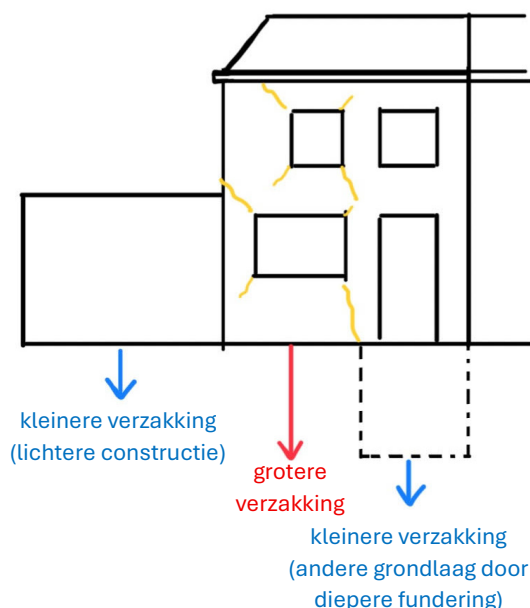 kleinere verzakking
(lichtere constructie)
grotere
verzakking
kleinere verzakking
(andere grondlaag door
diepere fundering)